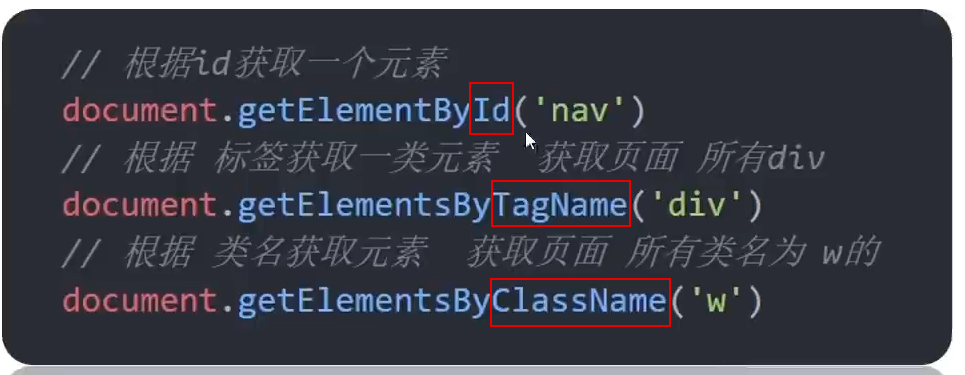 // 根据id获取一个元素
document.getElementById('nav')
// 根据 标签获取一类元素  获取页面 所有div
document.getElementsByTagName('div')
// 根据 类名获取元素  获取页面 所有类名为 w的
document.getElementsByClassName('w')